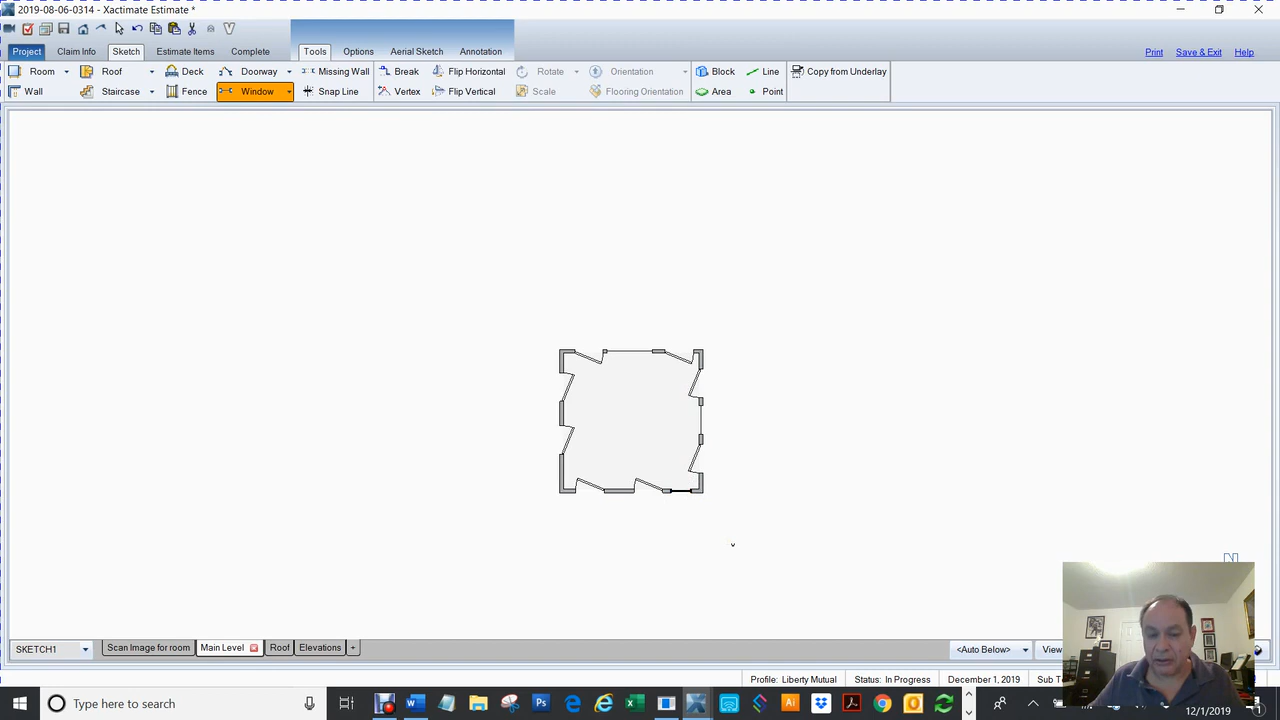 2019-08-06-0314 - Xactimate Estimate *
Project Claim Info Sketch Estimate Items Complete Tools Options Aerial Sketch Annotation Print Save & Exit Help
Room Roof Deck Doorway Missing Wall Break Flip Horizontal Rotate Orientation Block Line Copy from Underlay
Wall Staircase Fence Window Snap Line Vertex Flip Vertical Scale Flooring Orientation Area Point
N
SKETCH1 Scan Image for room Main Level Roof Elevations + <Auto Below> View
Profile: Liberty Mutual Status: In Progress December 1, 2019 Sub T
Type here to search
12/1/2019